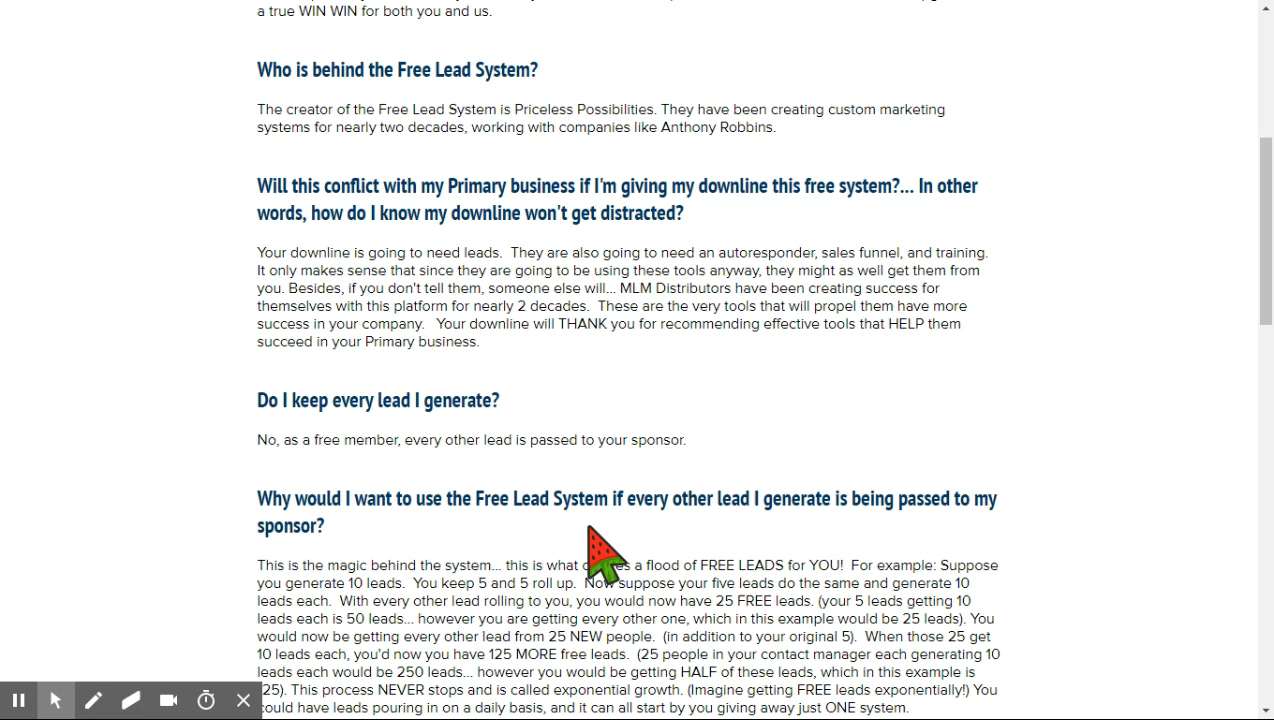 a true WIN WIN for both you and us.
Who is behind the Free Lead System?
The creator of the Free Lead System is Priceless Possibilities. They have been creating custom marketing
systems for nearly two decades, working with companies like Anthony Robbins.
Will this conflict with my Primary business if I'm giving my downline this free system?... In other
words, how do I know my downline won't get distracted?
Your downline is going to need leads. They are also going to need an autoresponder, sales funnel, and training.
It only makes sense that since they are going to be using these tools anyway, they might as well get them from
you. Besides, if you don't tell them, someone else will... MLM Distributors have been creating success for
themselves with this platform for nearly 2 decades. These are the very tools that will propel them have more
success in your company. Your downline will THANK you for recommending effective tools that HELP them
succeed in your Primary business.
Do I keep every lead I generate?
No, as a free member, every other lead is passed to your sponsor.
Why would I want to use the Free Lead System if every other lead I generate is being passed to my
sponsor?
This is the magic behind the system... this is what a flood of FREE LEADS for YOU! For example: Suppose
you generate 10 leads. You keep 5 and 5 roll up. Now suppose your five leads do the same and generate 10
leads each. With every other lead rolling to you, you would now have 25 FREE leads. (your 5 leads getting 10
leads each is 50 leads... however you are getting every other one, which in this example would be 25 leads). You
would now be getting every other lead from 25 NEW people. (in addition to your original 5). When those 25 get
10 leads each, you'd now you have 125 MORE free leads. (25 people in your contact manager each generating 10
leads each would be 250 leads... however you would be getting HALF of these leads, which in this example is
25). This process NEVER stops and is called exponential growth. (Imagine getting FREE leads exponentially!) You
could have leads pouring in on a daily basis, and it can all start by you giving away just ONE system.